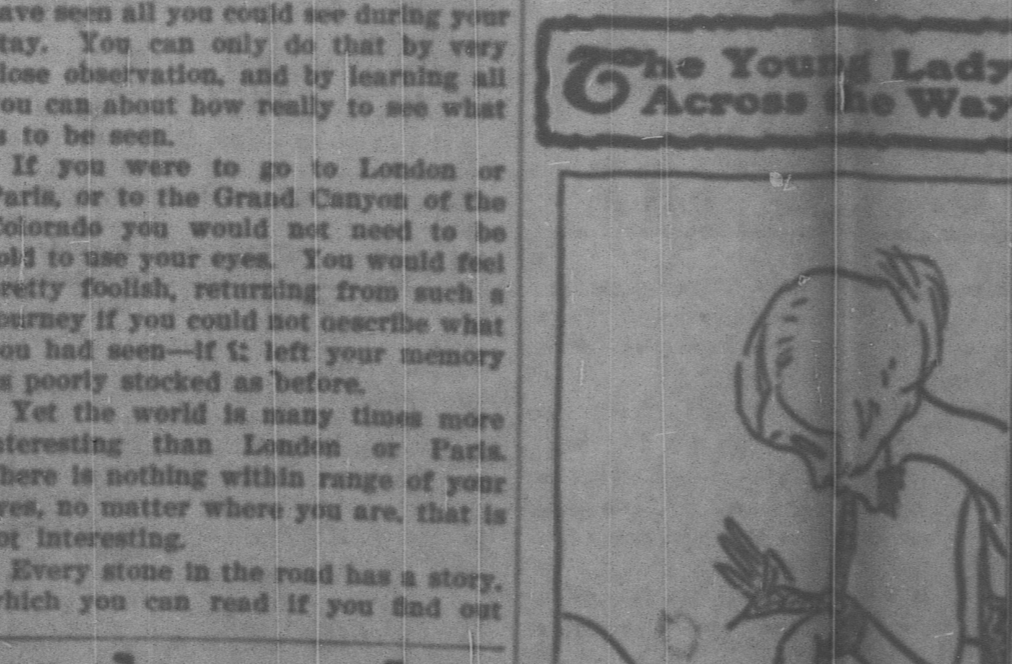 ave seen all you could see during your
tay. You can only do that by very
lose observation, and by learning all
ou can about how really to see what
s to be seen.
If you were to go to London or
Paris, or to the Grand Canyon of the
Colorado you would not need to be
old to use your eyes. You would feel
retty foolish, returning from such a
ourney if you could not describe what
ou had seen—if it left your memory
s poorly stocked as before.
Yet the world is many times more
nteresting than London or Paris.
here is nothing within range of your
yes, no matter where you are, that is
ot interesting.
Every stone in the road has a story,
which you can read if you find out
The Young Lady
Across the Way